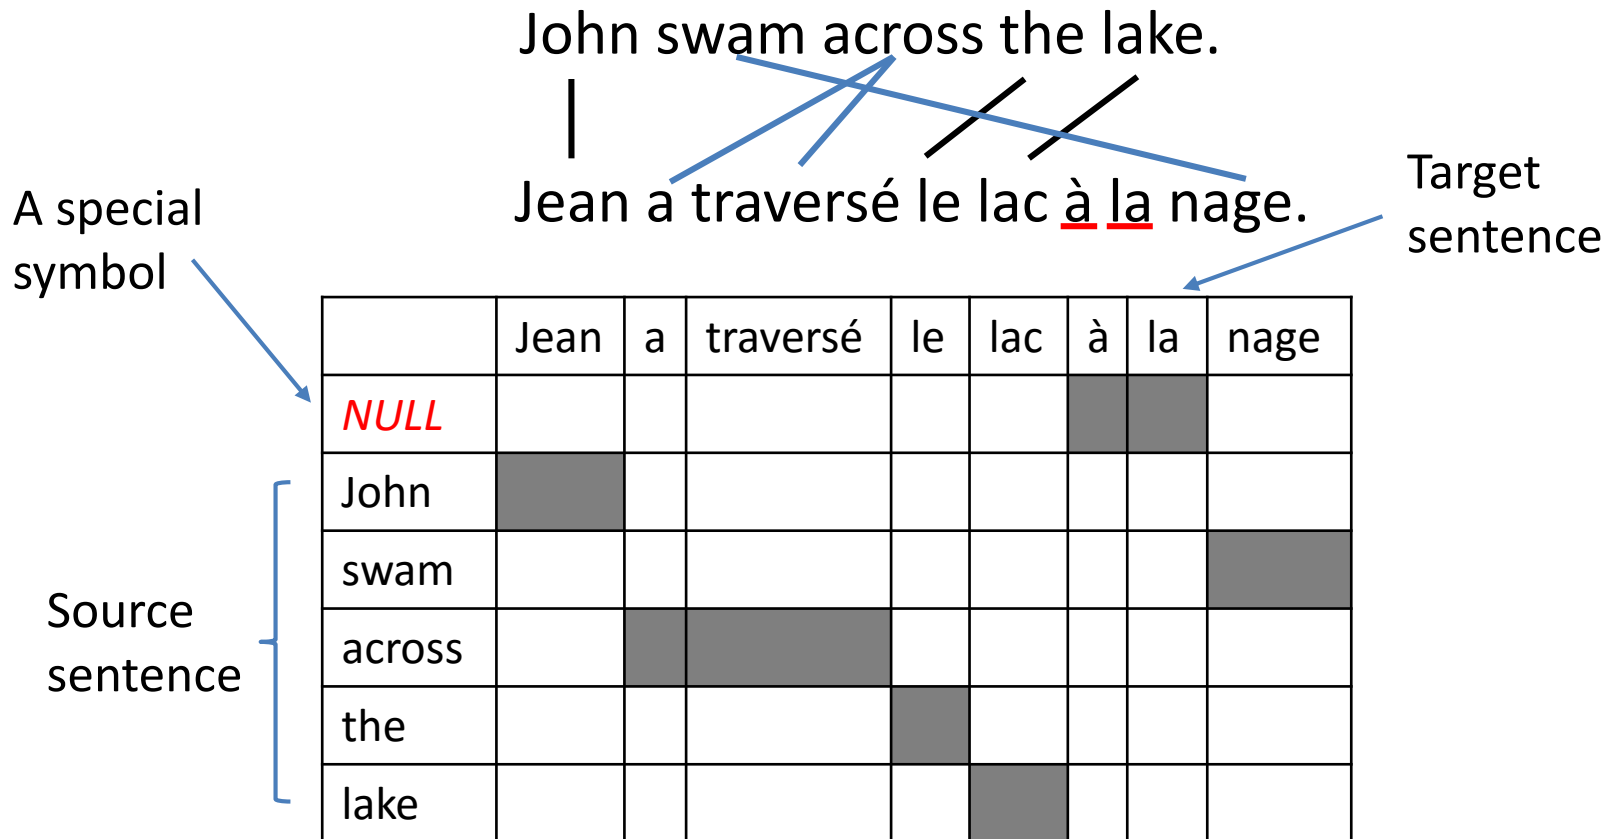 John swam across the lake.
Jean a traversé le lac à la nage.
A special
symbol
Target
sentence
Jean a traversé le lac à la nage
NULL
John
swam
across
the
lake
Source
sentence